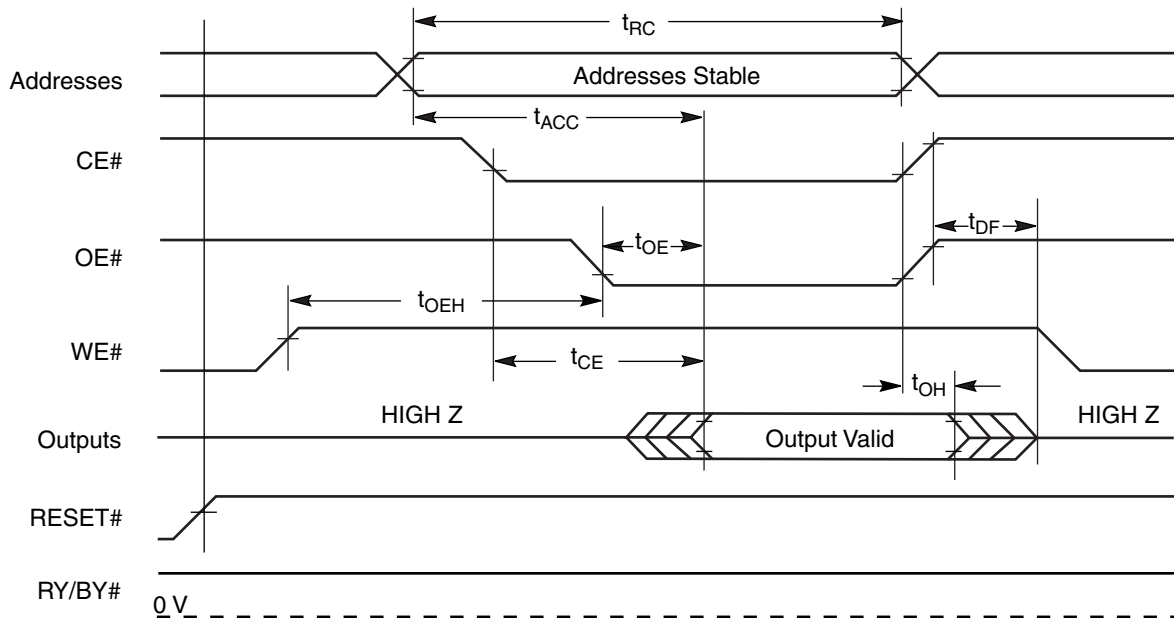 tRC
Addresses
Addresses Stable
tACC
CE#
tDF
OE#
tOE
tOEH
WE#
tCE
tOH
HIGH Z
HIGH Z
Outputs
Output Valid
RESET#
RY/BY#
0 V